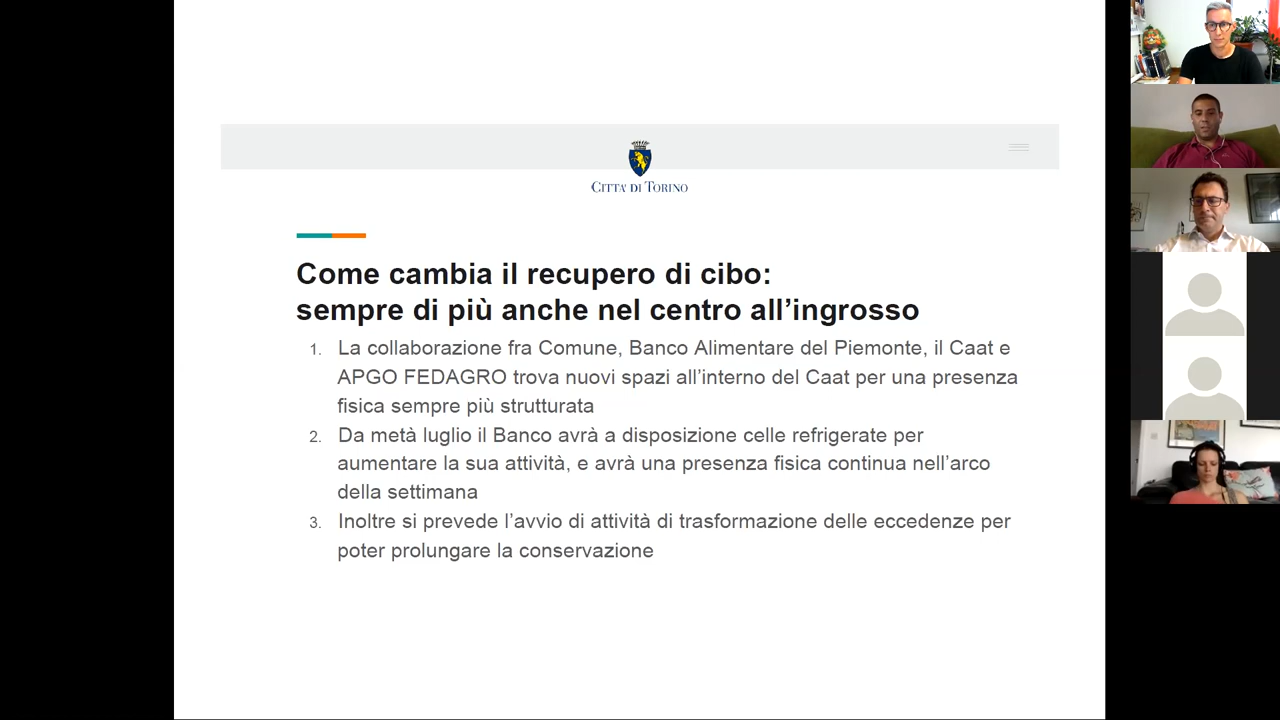 CITTA' DI TORINO
Come cambia il recupero di cibo:
sempre di più anche nel centro all’ingrosso
1. La collaborazione fra Comune, Banco Alimentare del Piemonte, il Caat e
APGO FEDAGRO trova nuovi spazi all’interno del Caat per una presenza
fisica sempre più strutturata
2. Da metà luglio il Banco avrà a disposizione celle refrigerate per
aumentare la sua attività, e avrà una presenza fisica continua nell’arco
della settimana
3. Inoltre si prevede l’avvio di attività di trasformazione delle eccedenze per
poter prolungare la conservazione